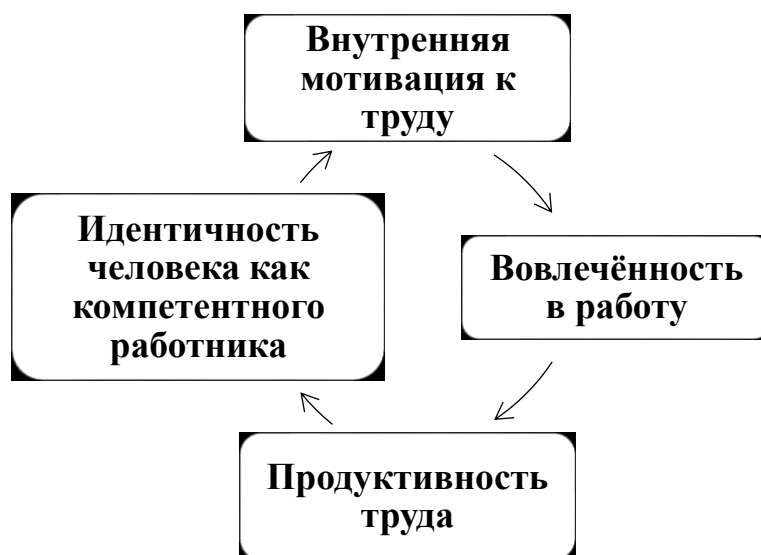 Внутренняя
мотивация к
труду
Идентичность
человека как
компетентного
работника
Вовлечённость
в работу
Продуктивность
труда